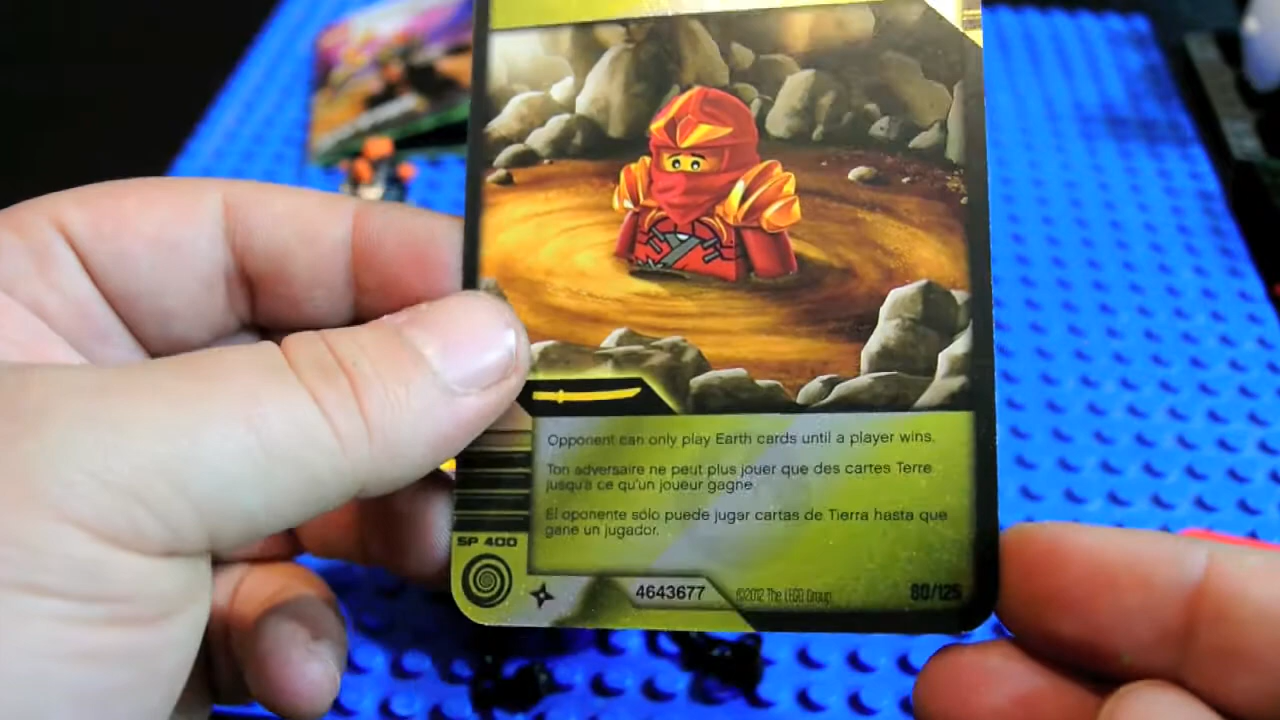 Opponent can only play Earth cards until a player wins.
Ton adversaire ne peut plus jouer que des cartes Terre
jusqu'à ce qu'un joueur gagne
El oponente sólo puede jugar cartas de Tierra hasta que
gane un jugador.
SP 400
4643677
©2012 The LEGO Group
80/125